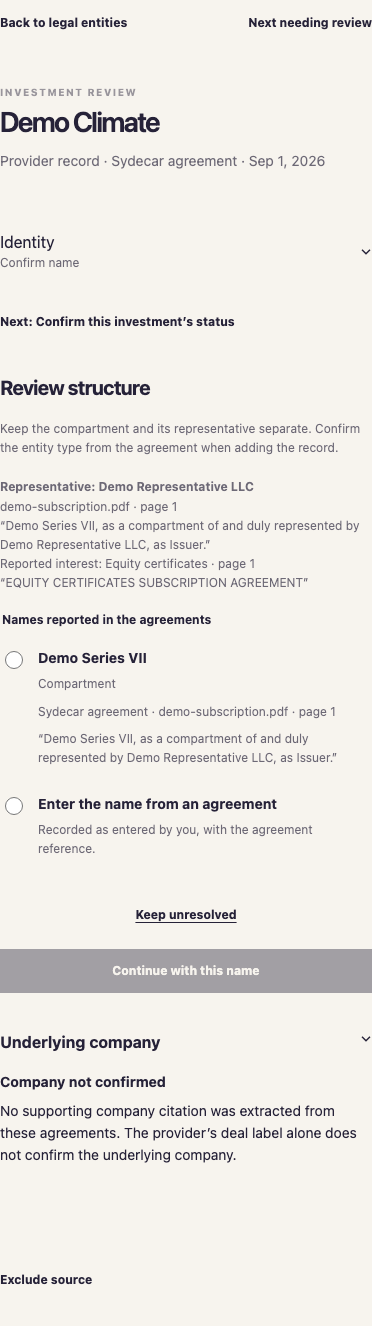 Back to legal entities
Next needing review
INVESTMENT REVIEW
Demo Climate
Provider record · Sydecar agreement · Sep 1, 2026
Identity
Confirm name
Next: Confirm this investment’s status
Review structure
Keep the compartment and its representative separate. Confirm
the entity type from the agreement when adding the record.
Representative: Demo Representative LLC
demo-subscription.pdf · page 1
“Demo Series VII, as a compartment of and duly represented by
Demo Representative LLC, as Issuer.”
Reported interest: Equity certificates · page 1
“EQUITY CERTIFICATES SUBSCRIPTION AGREEMENT”
Names reported in the agreements
Demo Series VII
Compartment
Sydecar agreement · demo-subscription.pdf · page 1
“Demo Series VII, as a compartment of and duly
represented by Demo Representative LLC, as Issuer.”
Enter the name from an agreement
Recorded as entered by you, with the agreement
reference.
Keep unresolved
Continue with this name
Underlying company
Company not confirmed
No supporting company citation was extracted from
these agreements. The provider’s deal label alone does
not confirm the underlying company.
Exclude source